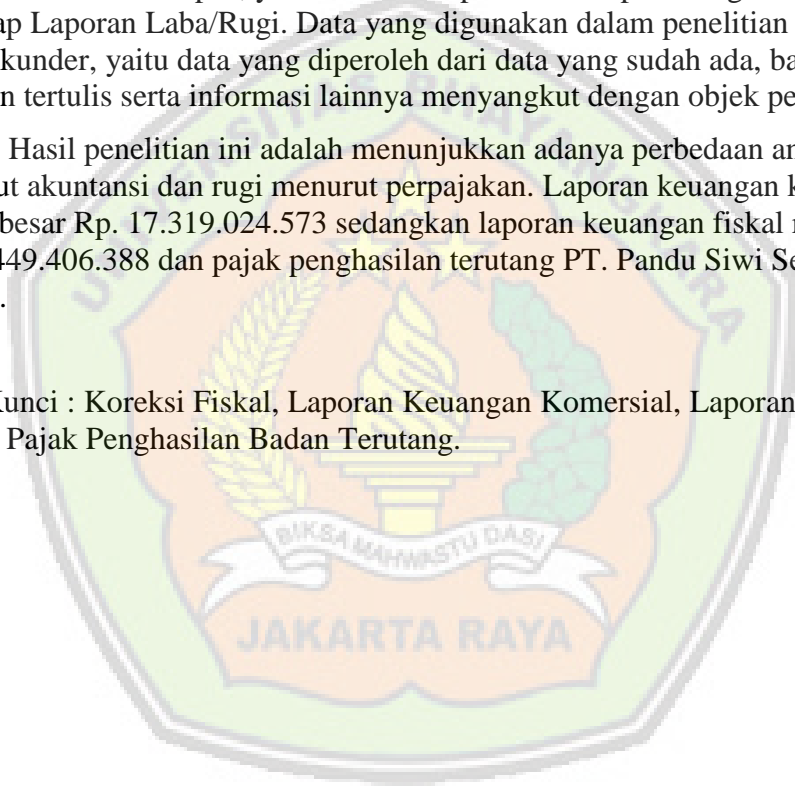 ap Laporan Laba/Rugi. Data yang digunakan dalam penelitian
kunder, yaitu data yang diperoleh dari data yang sudah ada, ba
n tertulis serta informasi lainnya menyangkut dengan objek pe
Hasil penelitian ini adalah menunjukkan adanya perbedaan an
ut akuntansi dan rugi menurut perpajakan. Laporan keuangan k
besar Rp. 17.319.024.573 sedangkan laporan keuangan fiskal
449.406.388 dan pajak penghasilan terutang PT. Pandu Siwi Se
.
Kunci : Koreksi Fiskal, Laporan Keuangan Komersial, Laporan
Pajak Penghasilan Badan Terutang.
UNIVERSITAS BHAYANGKARA
BIKSA MAHWASTU DASI
JAKARTA RAYA